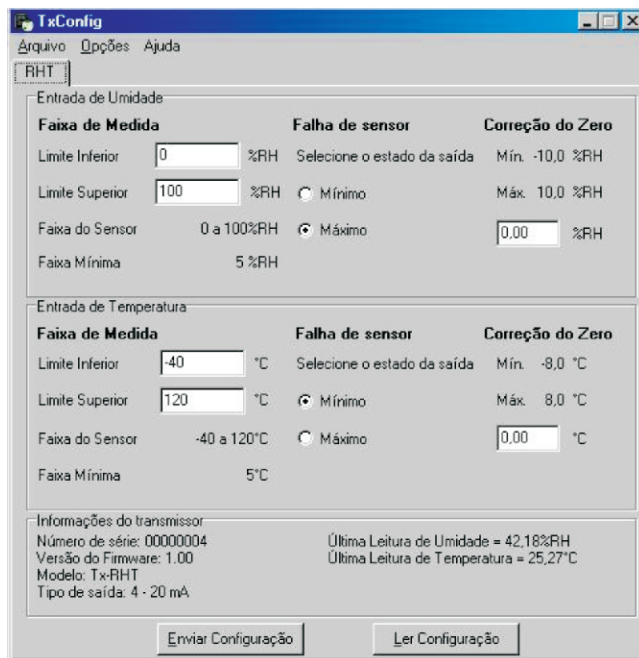 TxConfig
Arquivo Opções Ajuda
RHT
Entrada de Umidade
Faixa de Medida Falha de sensor Correção do Zero
Limite Inferior 0 %RH Selecione o estado da saída Mín. -10,0 %RH
Limite Superior 100 %RH Mínimo Máx. 10,0 %RH
Faixa do Sensor 0 a 100%RH Máximo 0,00 %RH
Faixa Mínima 5 %RH
Entrada de Temperatura
Faixa de Medida Falha de sensor Correção do Zero
Limite Inferior -40 °C Selecione o estado da saída Mín. -8,0 °C
Limite Superior 120 °C Mínimo Máx. 8,0 °C
Faixa do Sensor -40 a 120°C Máximo 0,00 °C
Faixa Mínima 5°C
Informações do transmissor
Número de série: 00000004 Última Leitura de Umidade = 42,18%RH
Versão do Firmware: 1.00 Última Leitura de Temperatura = 25,27°C
Modelo: Tx-RHT
Tipo de saída: 4 - 20 mA
Enviar Configuração Ler Configuração